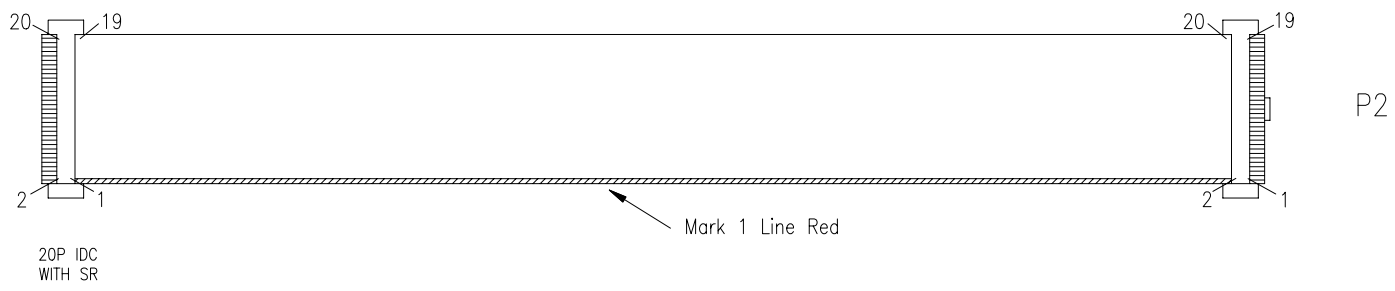 20 19 20 19
P2
2 1 2 1
Mark 1 Line Red
20P IDC
WITH SR